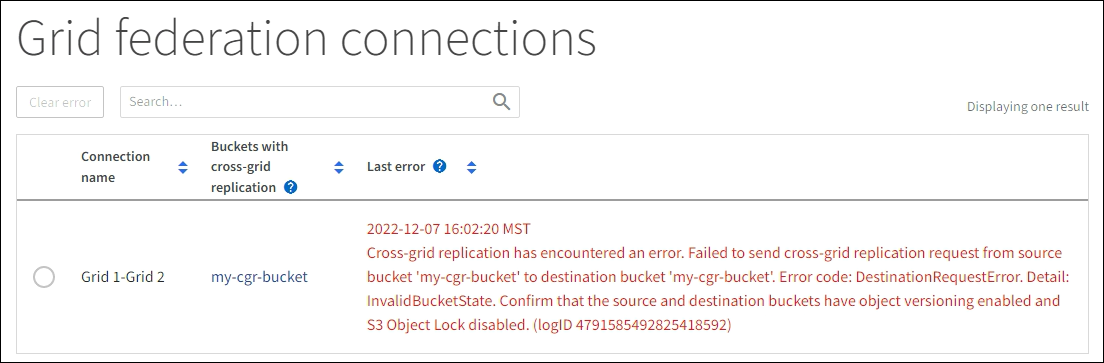 Grid federation connections
Clear error
Search...
Displaying one result
Connection name
Buckets with cross-grid replication
Last error
Grid 1-Grid 2
my-cgr-bucket
2022-12-07 16:02:20 MST
Cross-grid replication has encountered an error. Failed to send cross-grid replication request from source
bucket 'my-cgr-bucket' to destination bucket 'my-cgr-bucket'. Error code: DestinationRequestError. Detail:
InvalidBucketState. Confirm that the source and destination buckets have object versioning enabled and
S3 Object Lock disabled. (logID 4791585492825418592)